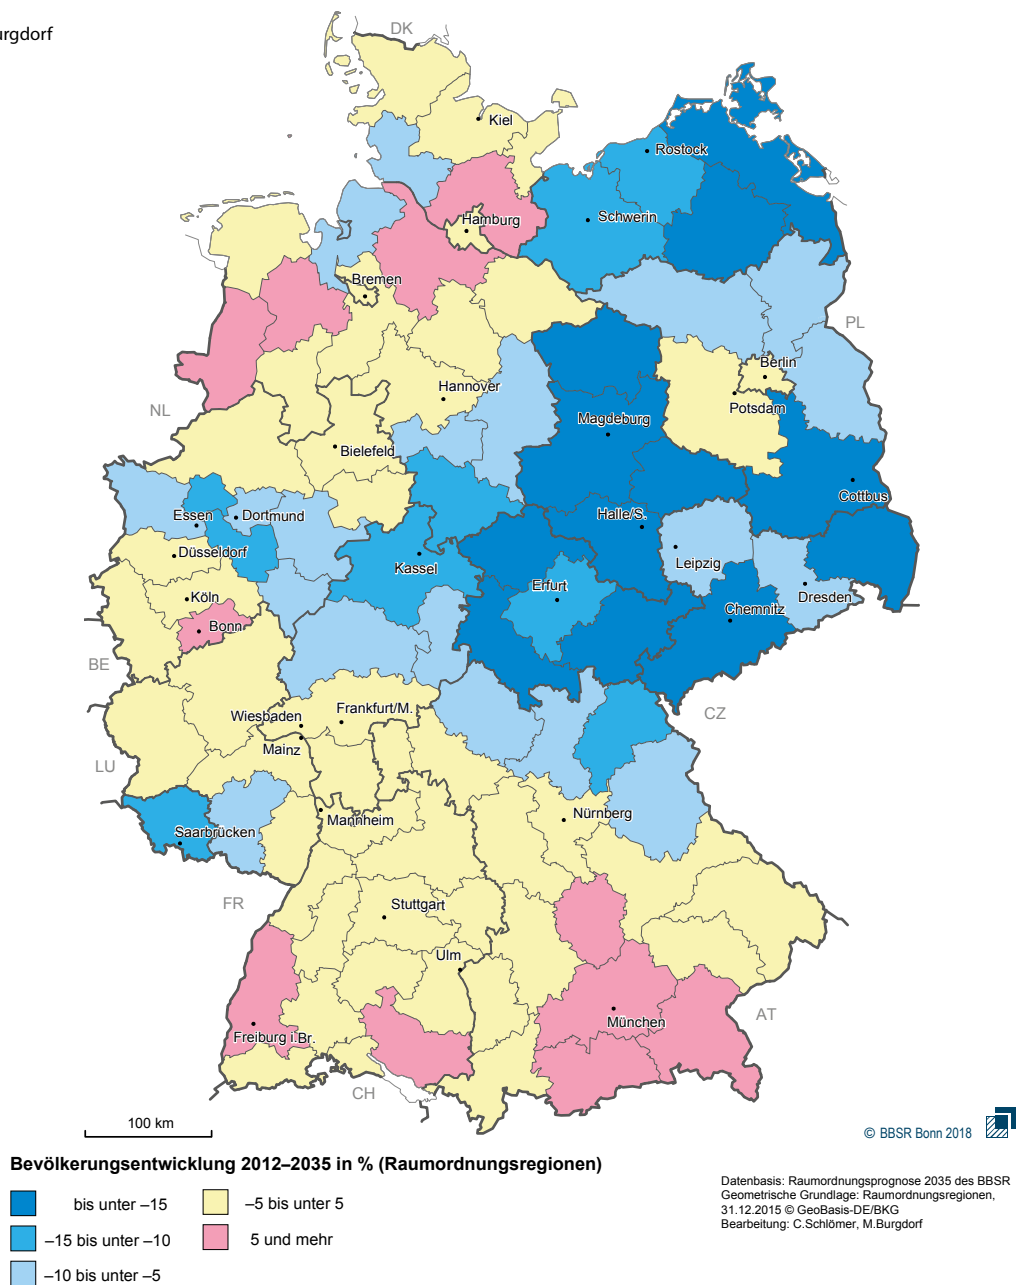 urgdorf
DK
Kiel
Rostock
Schwerin
Hamburg
Bremen
PL
Berlin
Potsdam
NL
Hannover
Magdeburg
Bielefeld
Cottbus
Essen
Dortmund
Halle/S.
Düsseldorf
Kassel
Leipzig
Erfurt
Dresden
Köln
Chemnitz
Bonn
BE
CZ
Wiesbaden
Frankfurt/M.
Mainz
LU
Mannheim
Nürnberg
Saarbrücken
FR
Stuttgart
Ulm
AT
München
Freiburg i.Br.
CH
100 km
© BBSR Bonn 2018
Bevölkerungsentwicklung 2012–2035 in % (Raumordnungsregionen)
bis unter –15
–15 bis unter –10
–10 bis unter –5
–5 bis unter 5
5 und mehr
Datenbasis: Raumordnungsprognose 2035 des BBSR
Geometrische Grundlage: Raumordnungsregionen,
31.12.2015 © GeoBasis-DE/BKG
Bearbeitung: C.Schlömer, M.Burgdorf